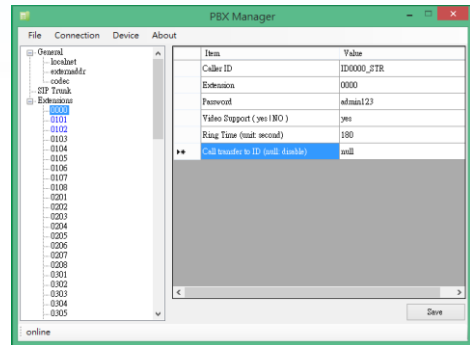 PBX Manager
File Connection Device About
General
localnet
externaddr
codec
SIP Trunk
Extensions
0000
0101
0102
0103
0104
0105
0106
0107
0108
0201
0202
0203
0204
0205
0206
0207
0208
0301
0302
0303
0304
0305
Item Value
Caller ID ID0000_STR
Extension 0000
Password admin123
Video Support ( yes | NO ) yes
Ring Time (unit: second) 180
Call transfer to ID (null: disable) null
Save
online